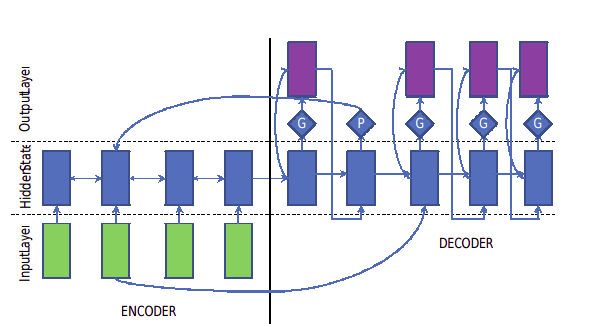 OutputLayer
G
P
G
G
G
HiddenState
InputLayer
DECODER
ENCODER